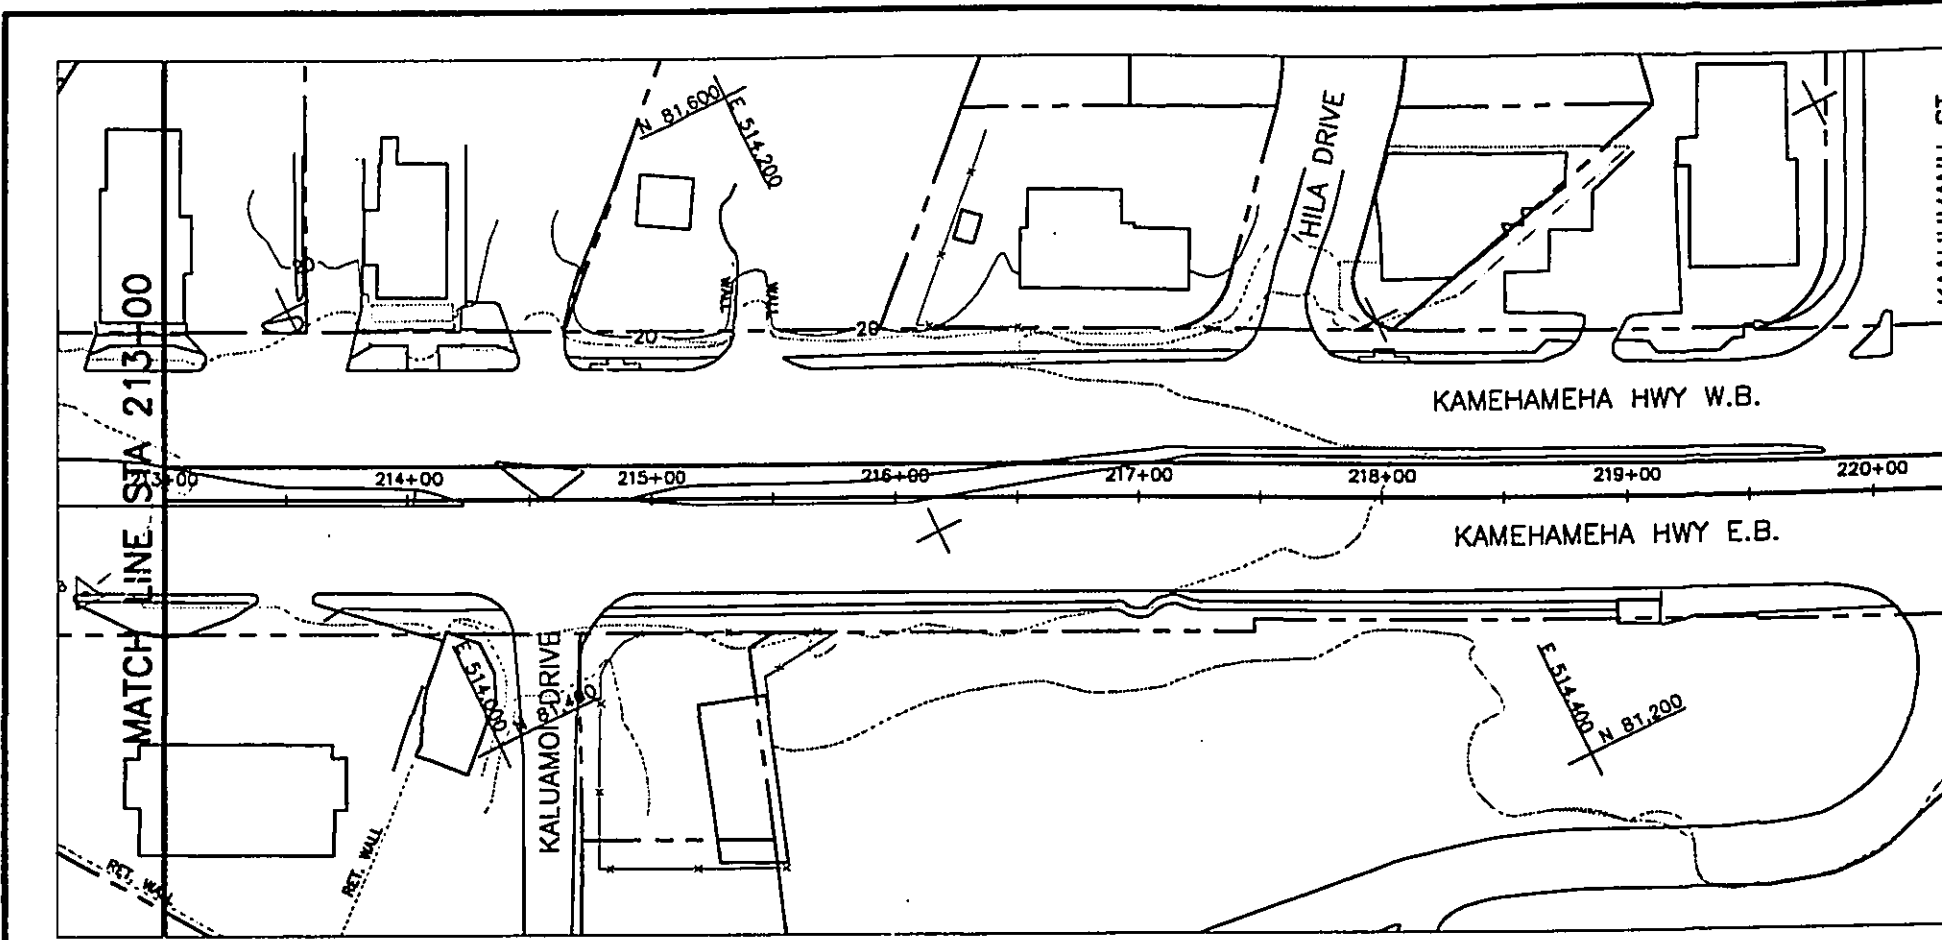 N 81,600
E 514,200
HILA DRIVE
WALL
WALL
20
20
KAMEHAMEHA HWY W.B.
MATCH LINE STA 213+00
213+00
214+00
215+00
216+00
217+00
218+00
219+00
220+00
KAMEHAMEHA HWY E.B.
E 514,000
N 81,400
KALUAMOI DRIVE
E 514,400
N 81,200
RET. WALL
RET. WALL